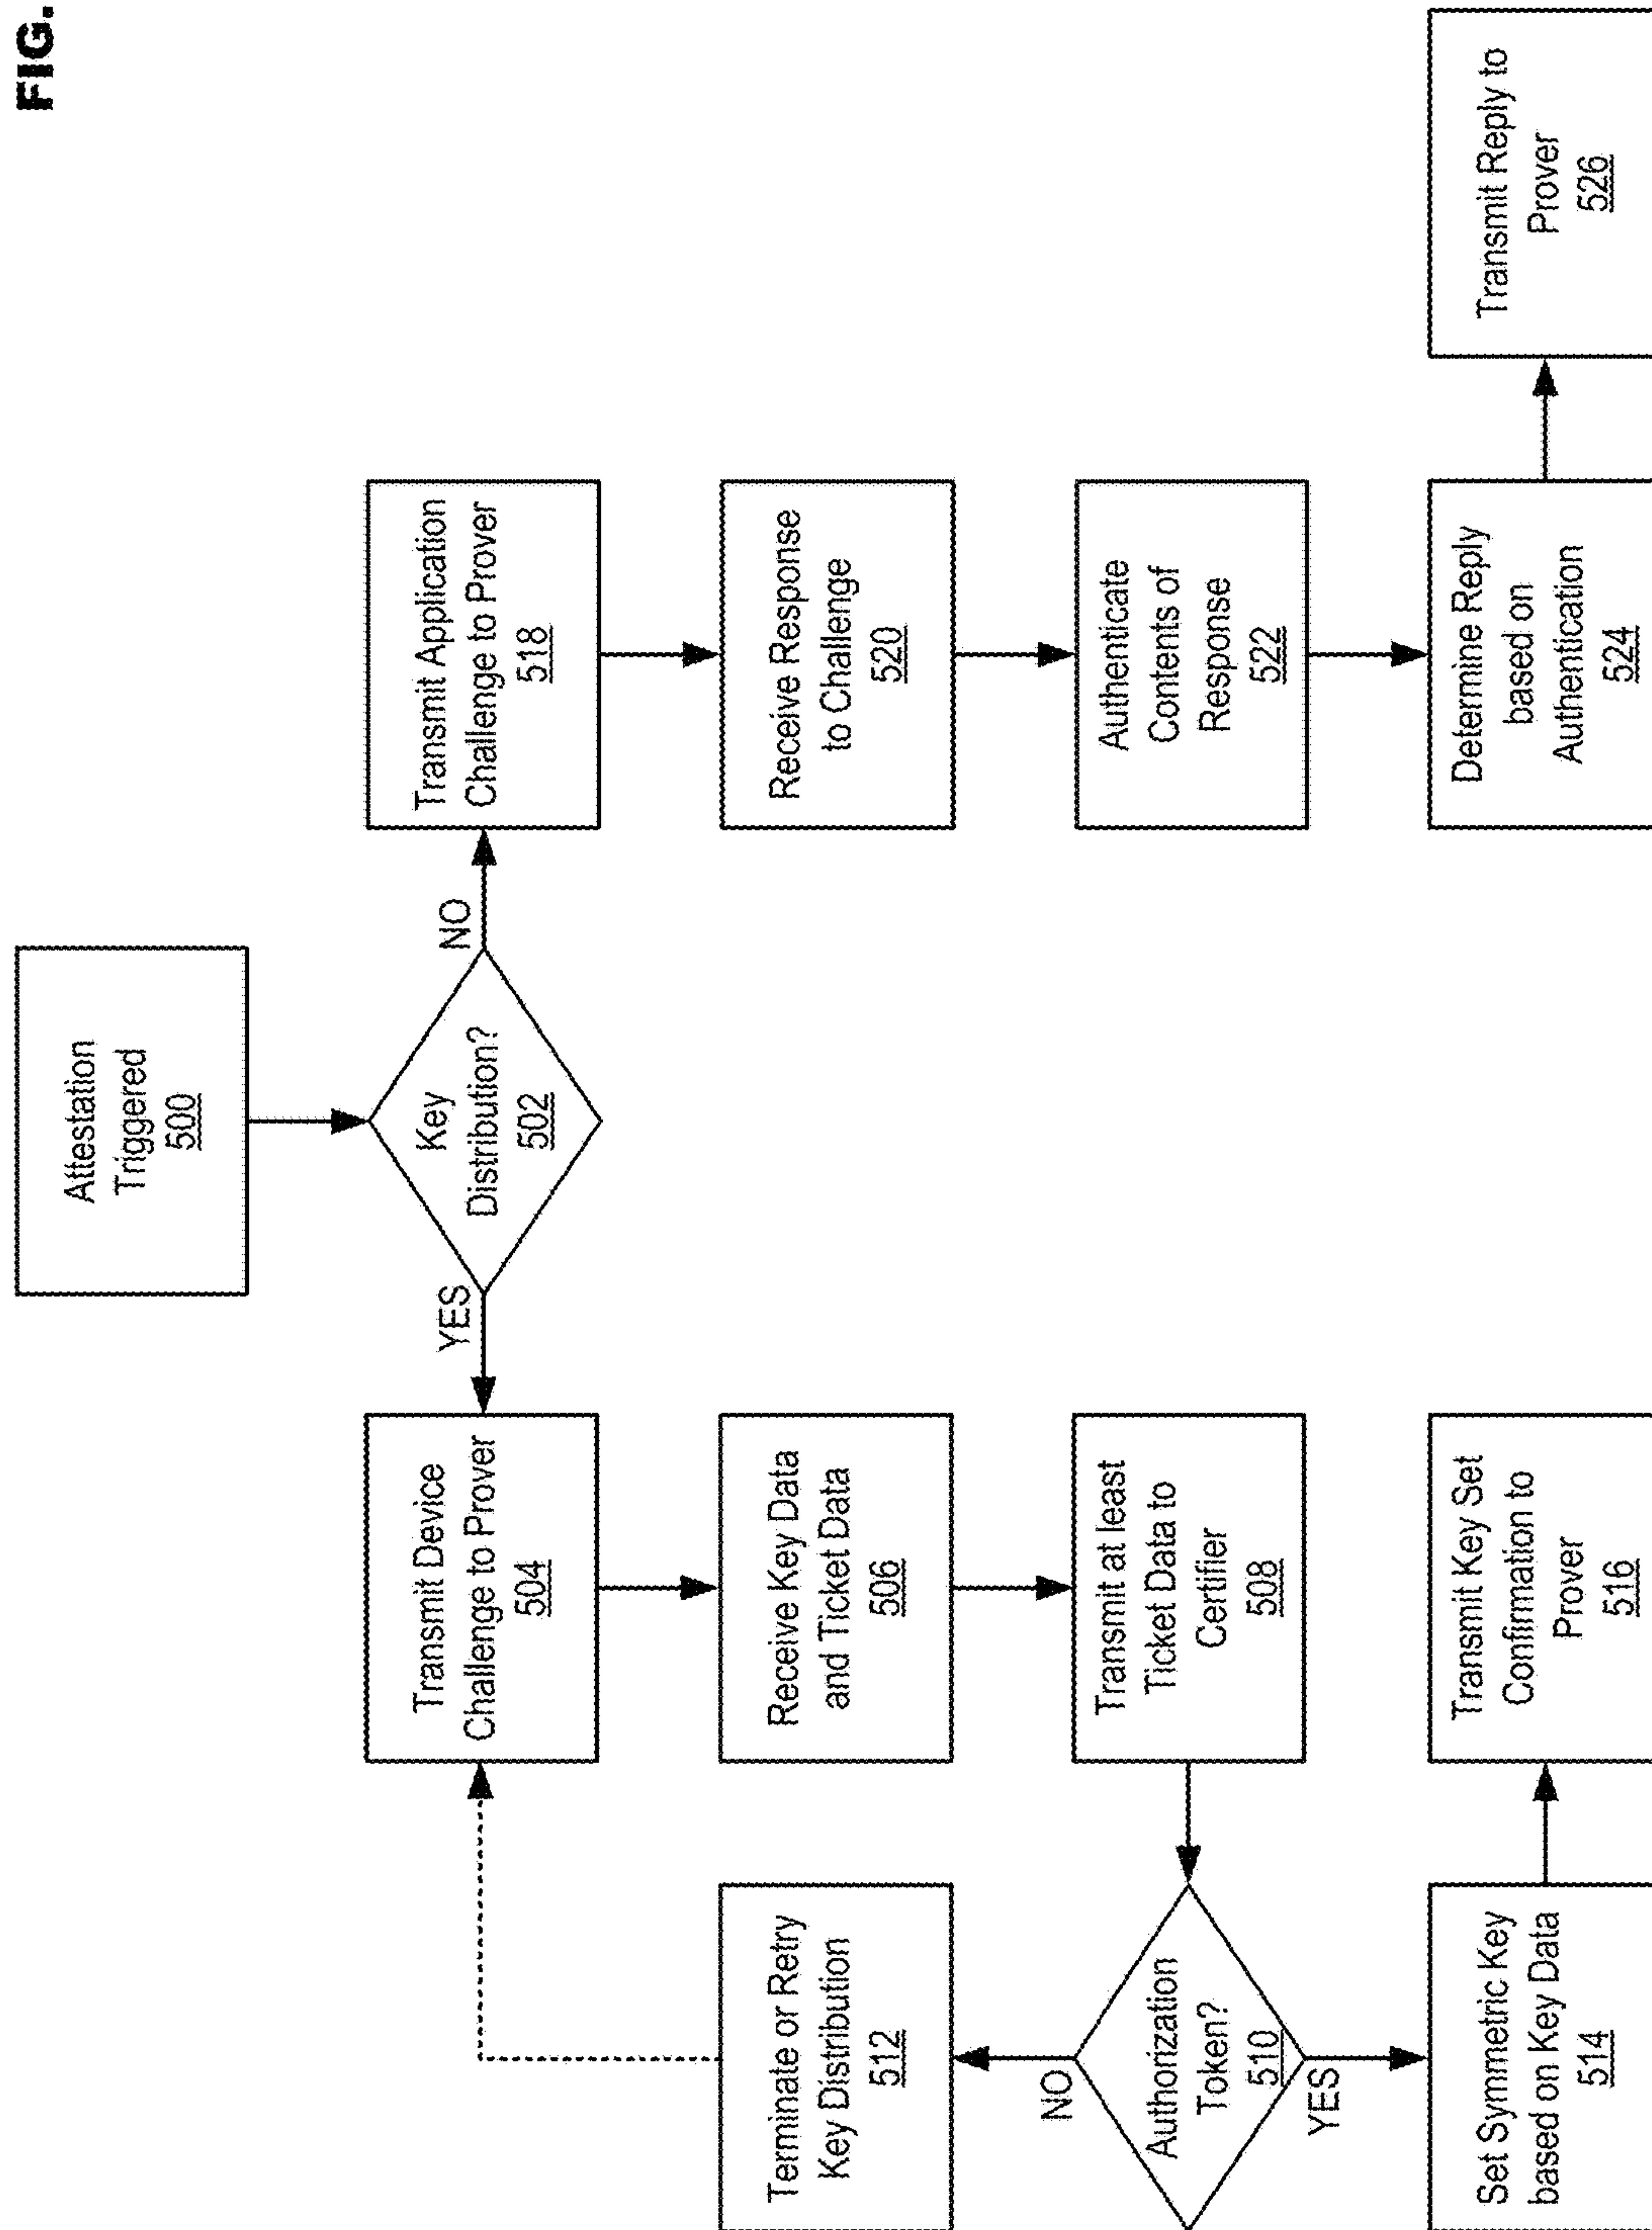 FIG.
Attestation
Triggered
500
Key
Distribution?
502
YES
NO
Transmit Device
Challenge to Prover
504
Receive Key Data
and Ticket Data
506
Transmit at least
Ticket Data to
Certifier
508
Authorization
Token?
510
NO
YES
Terminate or Retry
Key Distribution
512
Set Symmetric Key
based on Key Data
514
Transmit Key Set
Confirmation to
Prover
516
Transmit Application
Challenge to Prover
518
Receive Response
to Challenge
520
Authenticate
Contents of
Response
522
Determine Reply
based on
Authentication
524
Transmit Reply to
Prover
526